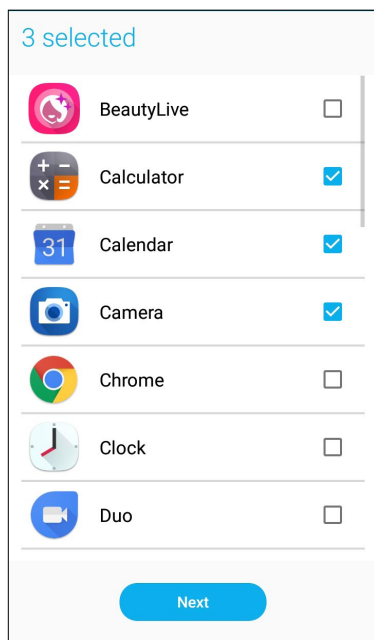 3 selected
BeautyLive
+ −
× =
Calculator
31
Calendar
Camera
Chrome
Clock
Duo
Next